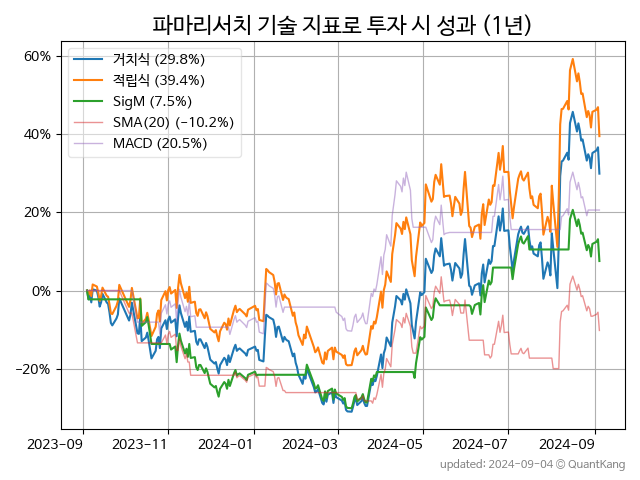 파마리서치 기술 지표로 투자 시 성과 (1년)
거치식 (29.8%)
적립식 (39.4%)
SigM (7.5%)
SMA(20) (-10.2%)
MACD (20.5%)
60%
40%
20%
0%
-20%
2023-09 2023-11 2024-01 2024-03 2024-05 2024-07 2024-09
updated: 2024-09-04 © QuantKang